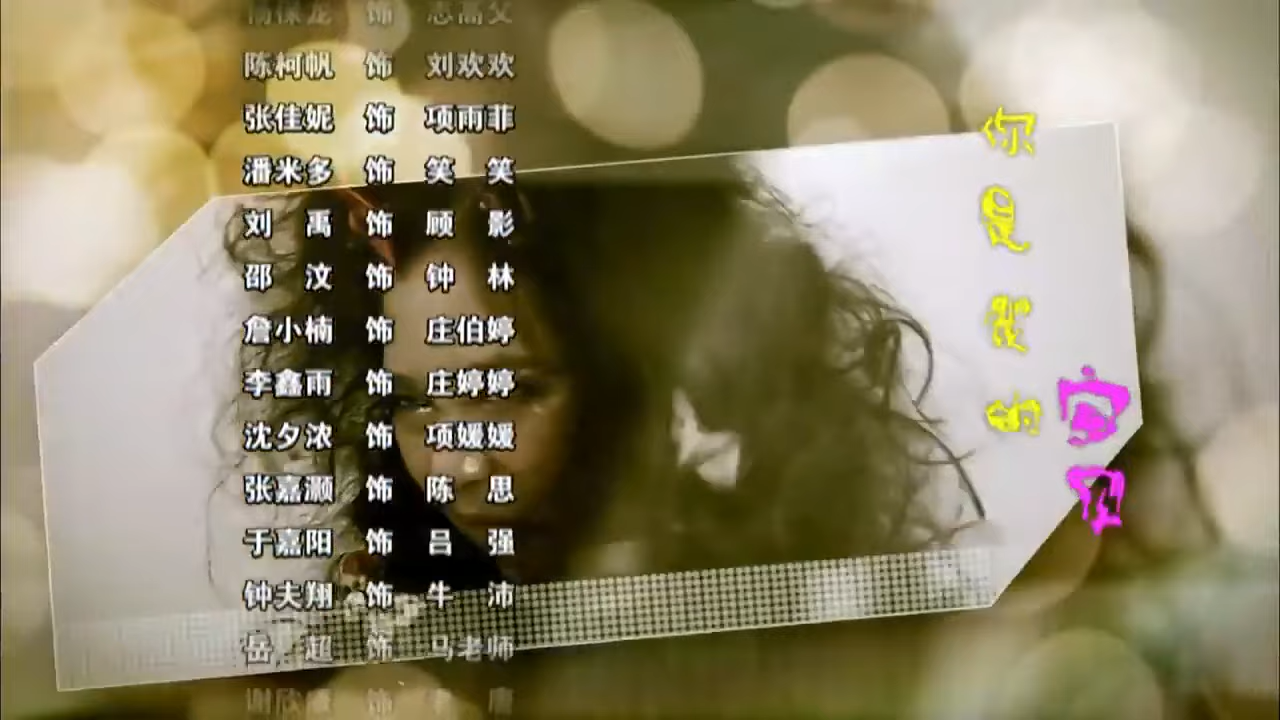 陈柯帆 饰 刘欢欢
张佳妮 饰 项雨菲
潘米多 饰 笑 笑
刘 禹 饰 顾 影
邵 汶 饰 钟 林
詹小楠 饰 庄伯婷
李鑫雨 饰 庄婷婷
沈夕浓 饰 项媛媛
张嘉灏 饰 陈 思
于嘉阳 饰 吕 强
钟夫翔 饰 牛 沛
岳 超 饰 马老师
你是我的
宝贝